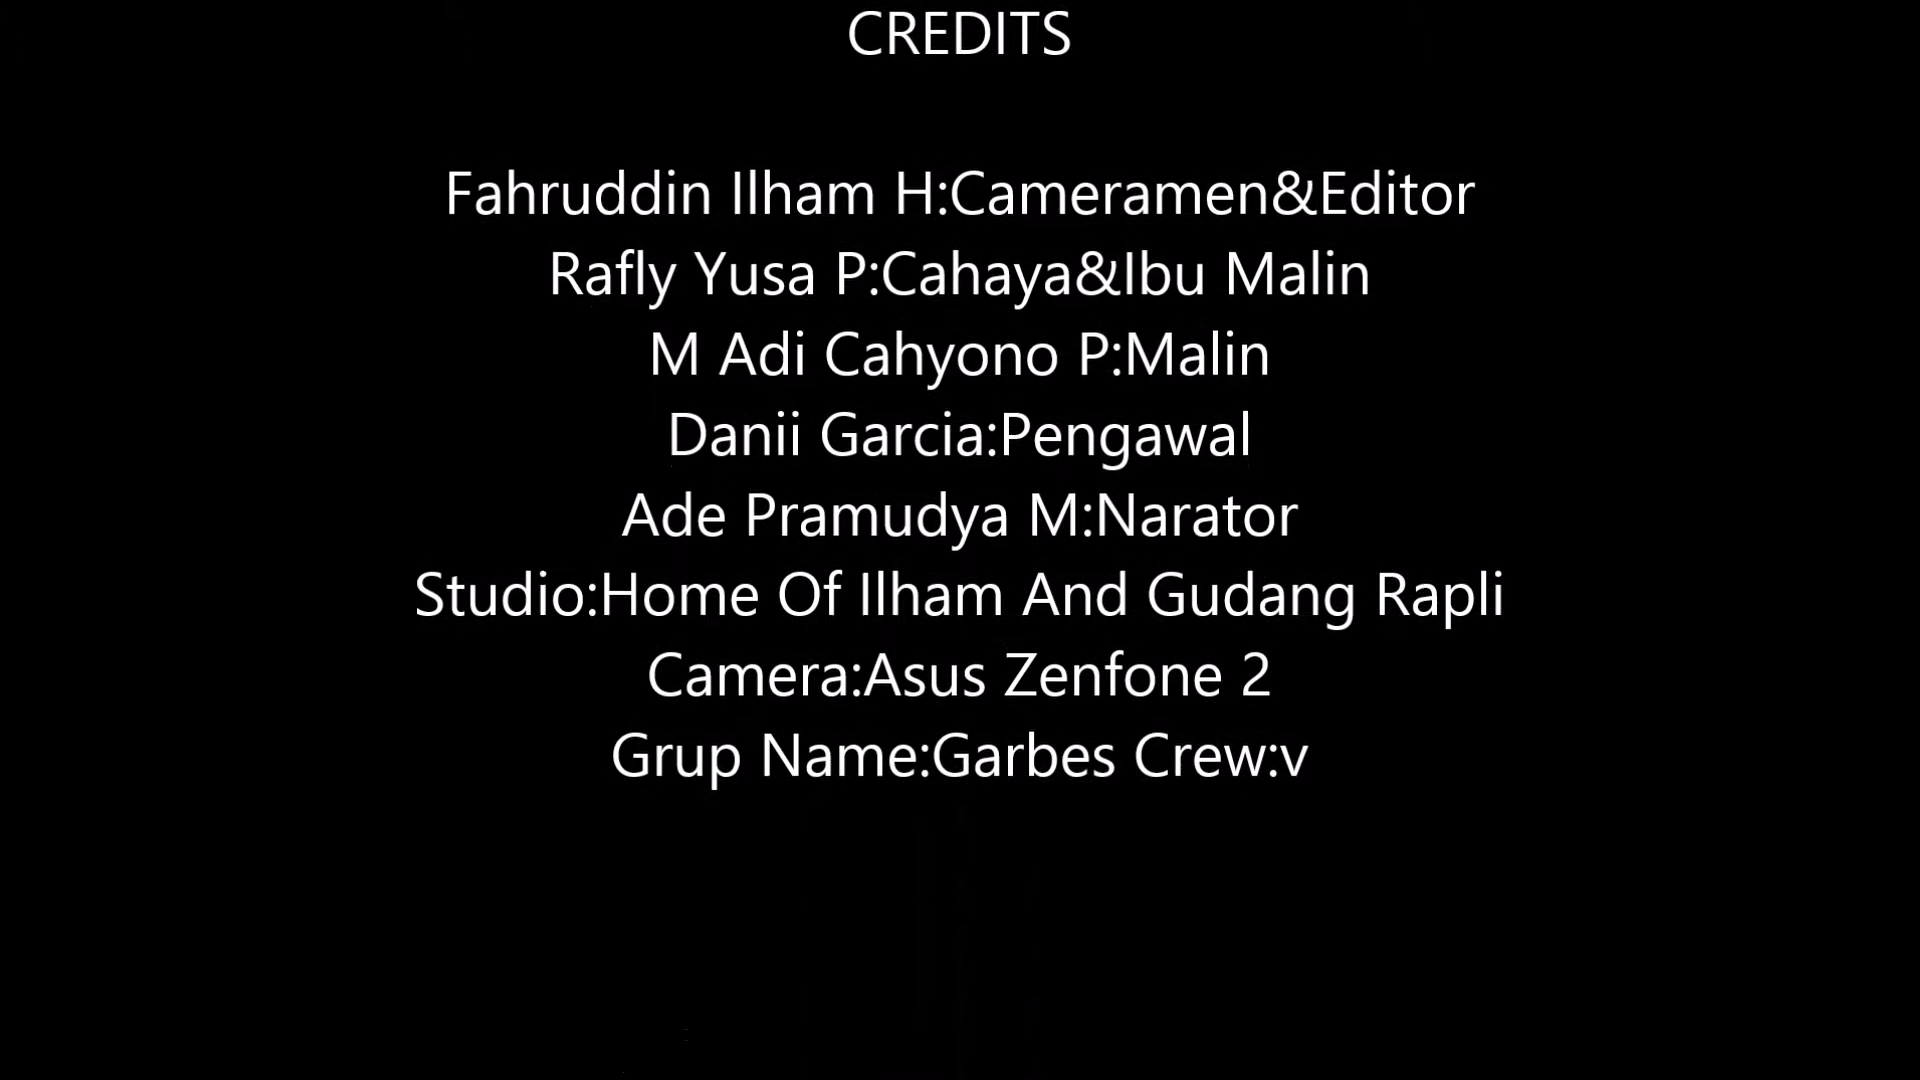 CREDITS
Fahruddin Ilham H:Cameramen&Editor
Rafly Yusa P:Cahaya&Ibu Malin
M Adi Cahyono P:Malin
Danii Garcia:Pengawal
Ade Pramudya M:Narator
Studio:Home Of Ilham And Gudang Rapli
Camera:Asus Zenfone 2
Grup Name:Garbes Crew:v